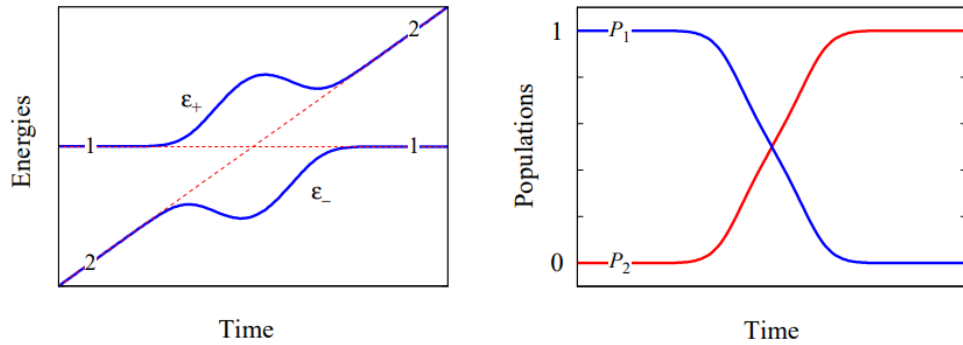 Energies
2
ε₊
1
1
ε₋
2
Time
Populations
1
P₁
0
P₂
Time